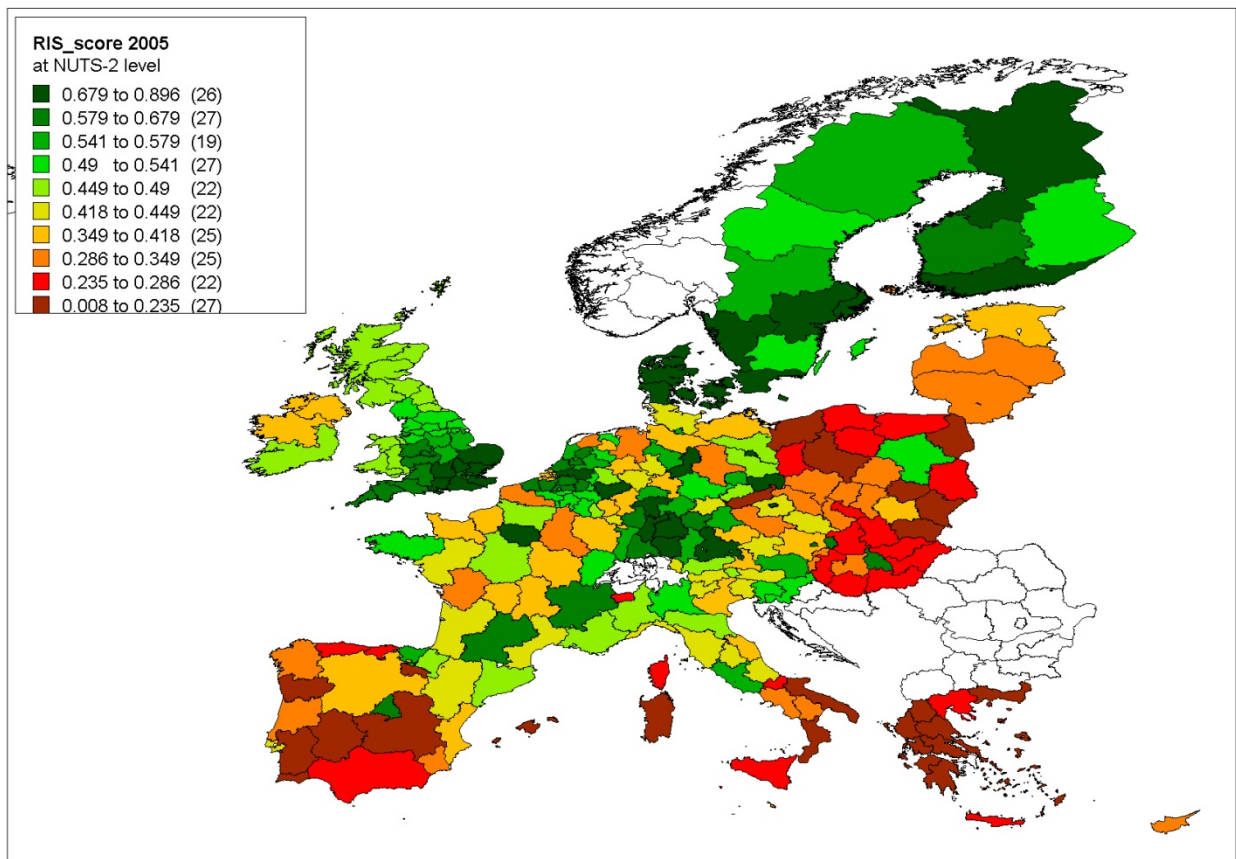 RIS_score 2005
at NUTS-2 level
0.679 to 0.896 (26)
0.579 to 0.679 (27)
0.541 to 0.579 (19)
0.49 to 0.541 (27)
0.449 to 0.49 (22)
0.418 to 0.449 (22)
0.349 to 0.418 (25)
0.286 to 0.349 (25)
0.235 to 0.286 (22)
0.008 to 0.235 (27)